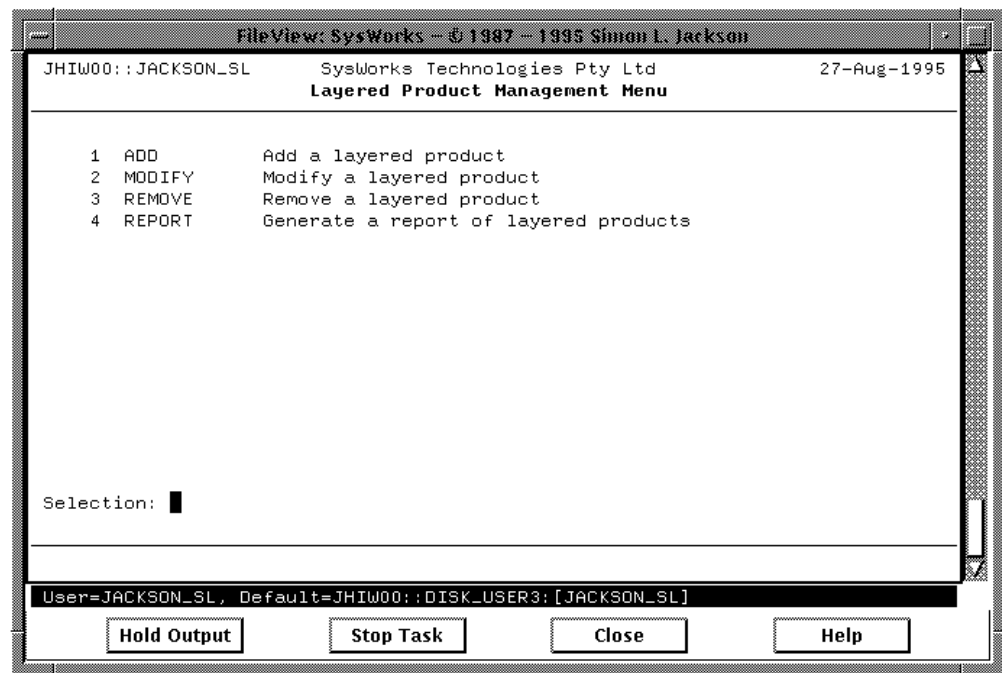 FileView: SysWorks – © 1987 – 1995 Simon L. Jackson
JHIW00::JACKSON_SL SysWorks Technologies Pty Ltd 27-Aug-1995
Layered Product Management Menu
1 ADD Add a layered product
2 MODIFY Modify a layered product
3 REMOVE Remove a layered product
4 REPORT Generate a report of layered products
Selection:
User=JACKSON_SL, Default=JHIW00::DISK_USER3:[JACKSON_SL]
Hold Output Stop Task Close Help